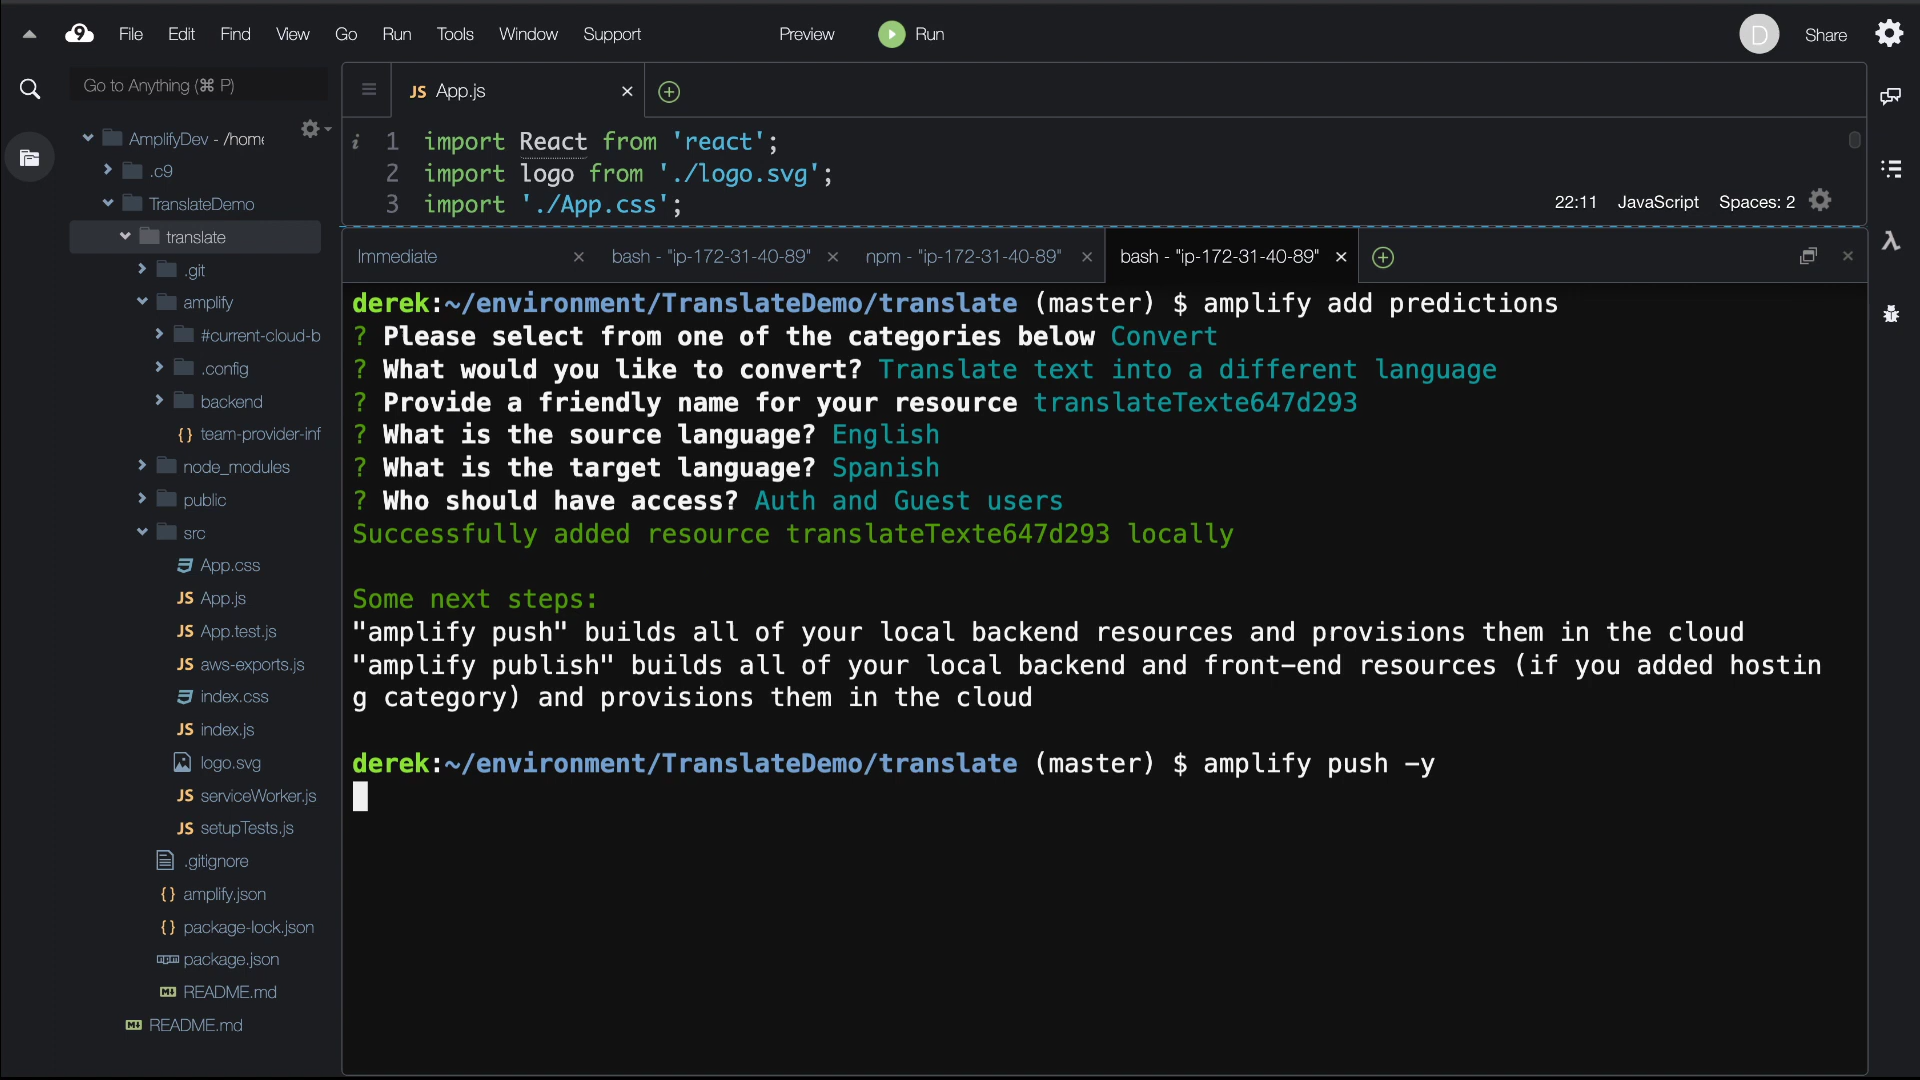 File Edit Find View Go Run Tools Window Support Preview Run D Share
Go to Anything (⌘ P)
AmplifyDev - /home
.c9
TranslateDemo
translate
.git
amplify
#current-cloud-b
.config
backend
{} team-provider-inf
node_modules
public
src
App.css
JS App.js
JS App.test.js
JS aws-exports.js
index.css
JS index.js
logo.svg
JS serviceWorker.js
JS setupTests.js
.gitignore
{} amplify.json
{} package-lock.json
package.json
README.md
README.md
JS App.js
i 1 import React from 'react';
2 import logo from './logo.svg';
3 import './App.css';
22:11 JavaScript Spaces: 2
Immediate bash - "ip-172-31-40-89" npm - "ip-172-31-40-89" bash - "ip-172-31-40-89"
derek:~/environment/TranslateDemo/translate (master) $ amplify add predictions
? Please select from one of the categories below Convert
? What would you like to convert? Translate text into a different language
? Provide a friendly name for your resource translateTexte647d293
? What is the source language? English
? What is the target language? Spanish
? Who should have access? Auth and Guest users
Successfully added resource translateTexte647d293 locally
Some next steps:
"amplify push" builds all of your local backend resources and provisions them in the cloud
"amplify publish" builds all of your local backend and front-end resources (if you added hostin
g category) and provisions them in the cloud
derek:~/environment/TranslateDemo/translate (master) $ amplify push -y